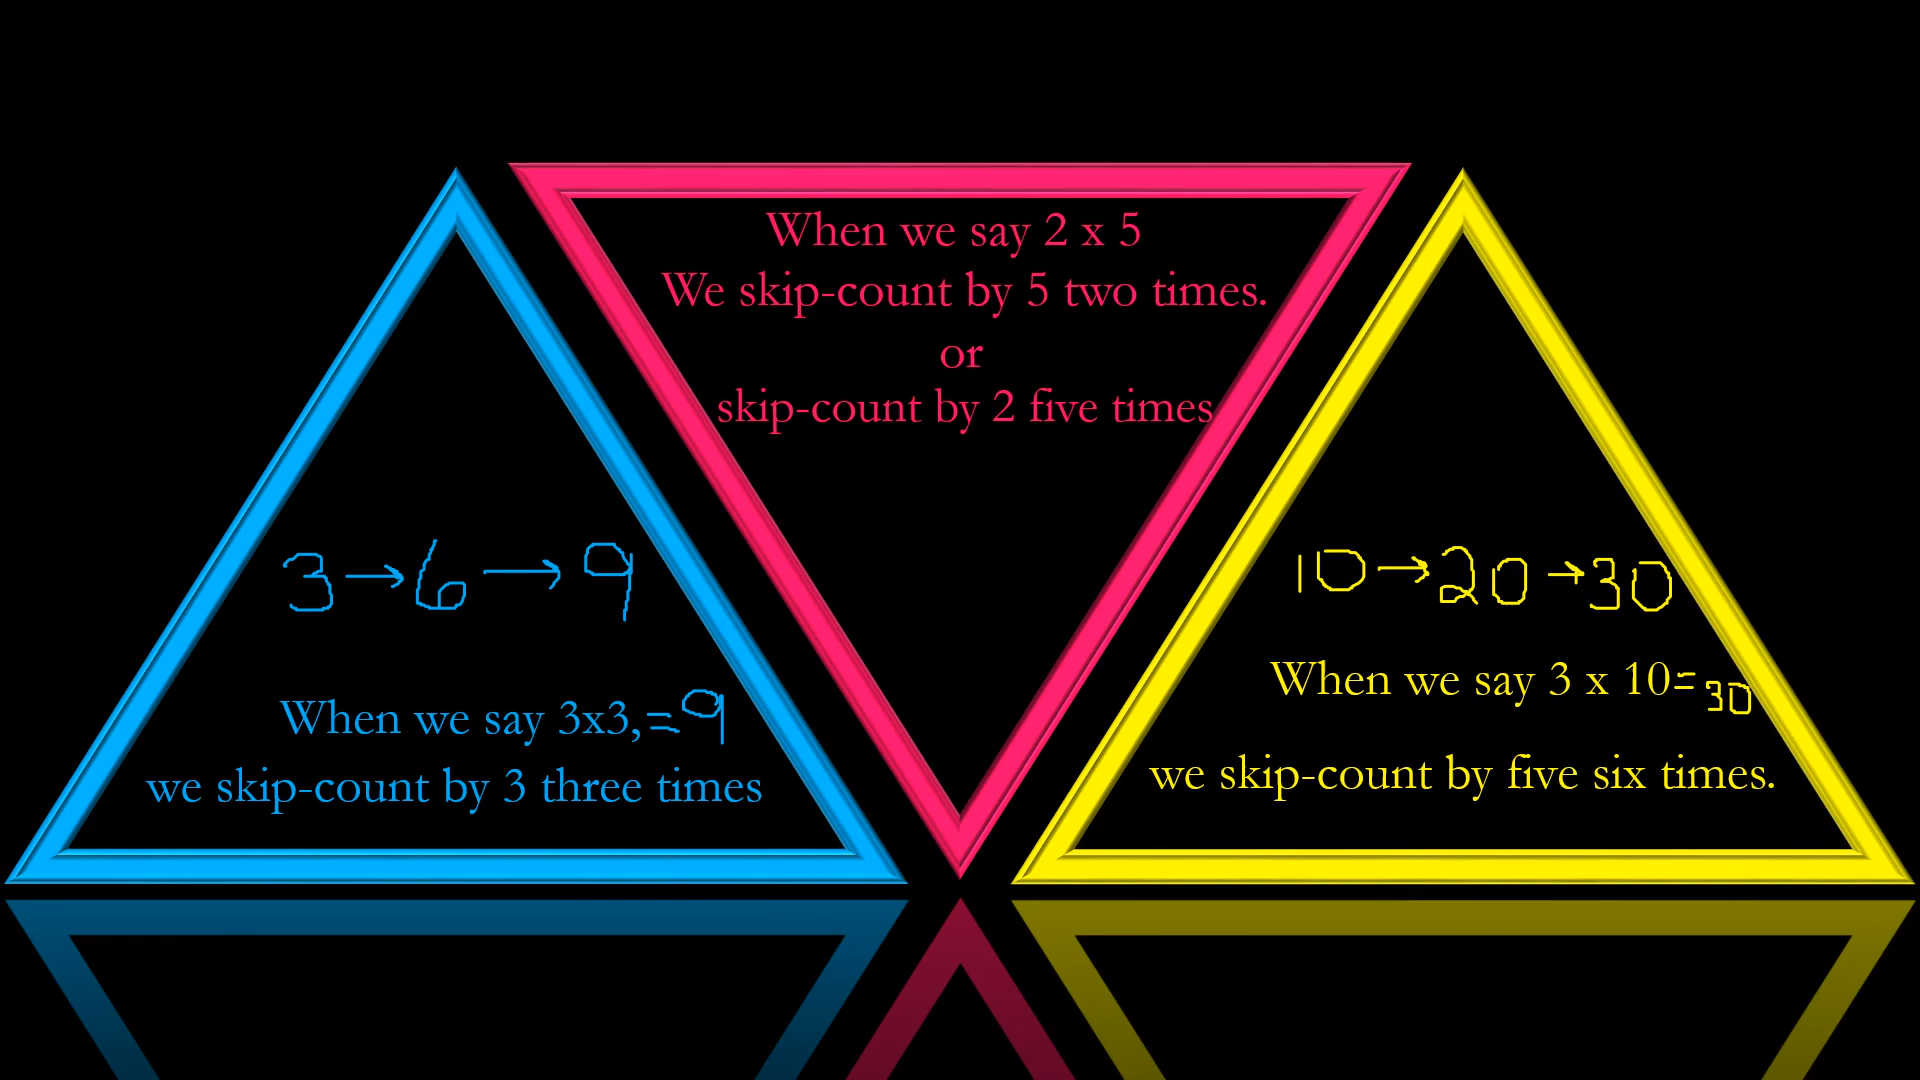 When we say 2 x 5
We skip-count by 5 two times.
or
skip-count by 2 five times
3→6→9
When we say 3x3,=9
we skip-count by 3 three times
10→20→30
When we say 3 x 10=30
we skip-count by five six times.